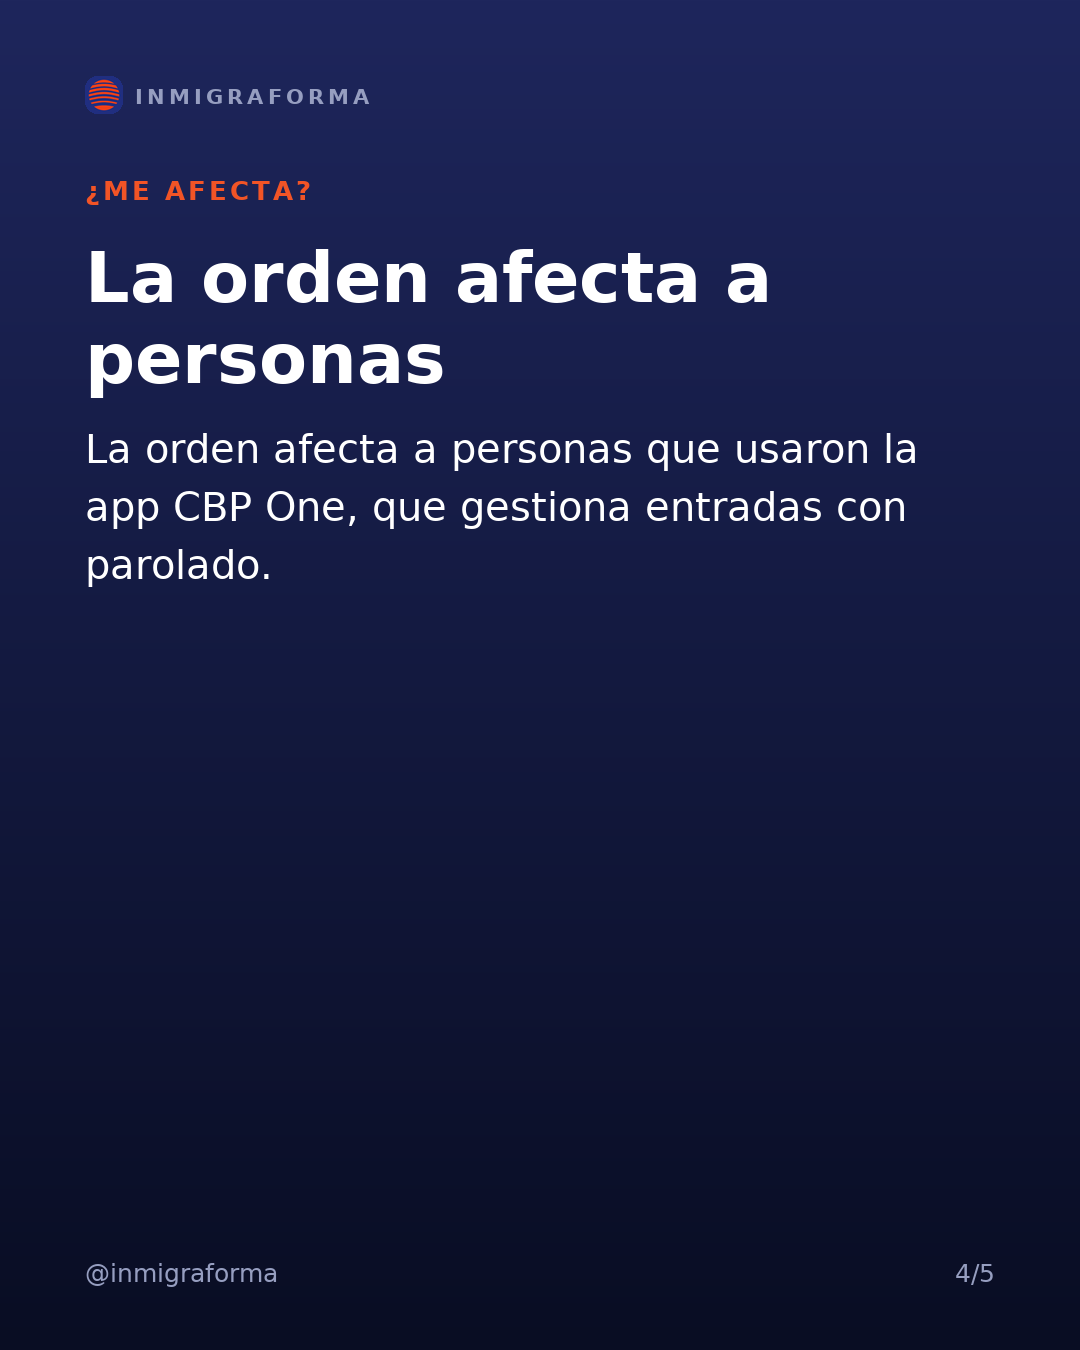 INMIGRAFORMA
¿ME AFECTA?
La orden afecta a
personas
La orden afecta a personas que usaron la
app CBP One, que gestiona entradas con
parolado.
@inmigraforma
4/5